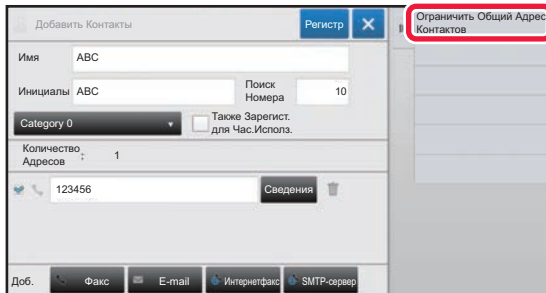 Добавить Контакты
Регистр
Ограничить Общий Адрес
Контактов
Имя
ABC
Инициалы
ABC
Поиск
Номера
10
Category 0
Также Зарегист.
для Час.Исполз.
Количество
Адресов
: 1
123456
Сведения
Доб.
Факс
E-mail
Интернетфакс
SMTP-сервер